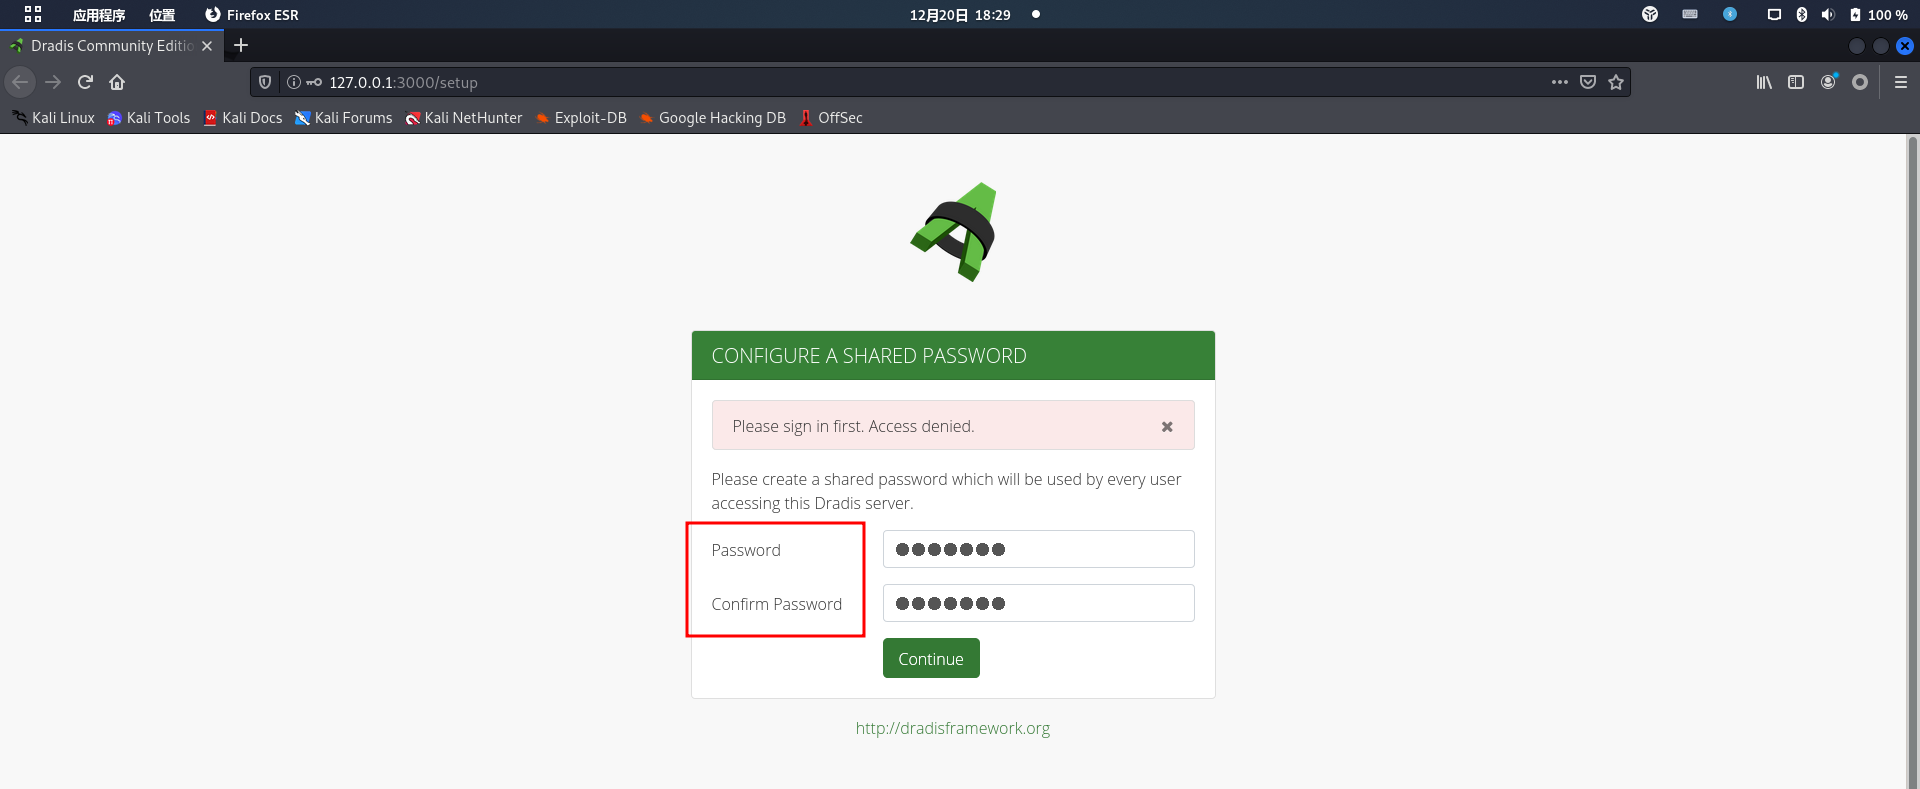 应用程序 位置 Firefox ESR 12月20日 18:29 100 %
Dradis Community Editio
127.0.0.1:3000/setup
Kali Linux Kali Tools Kali Docs Kali Forums Kali NetHunter Exploit-DB Google Hacking DB OffSec
CONFIGURE A SHARED PASSWORD
Please sign in first. Access denied.
Please create a shared password which will be used by every user
accessing this Dradis server.
Password
Confirm Password
Continue
http://dradisframework.org